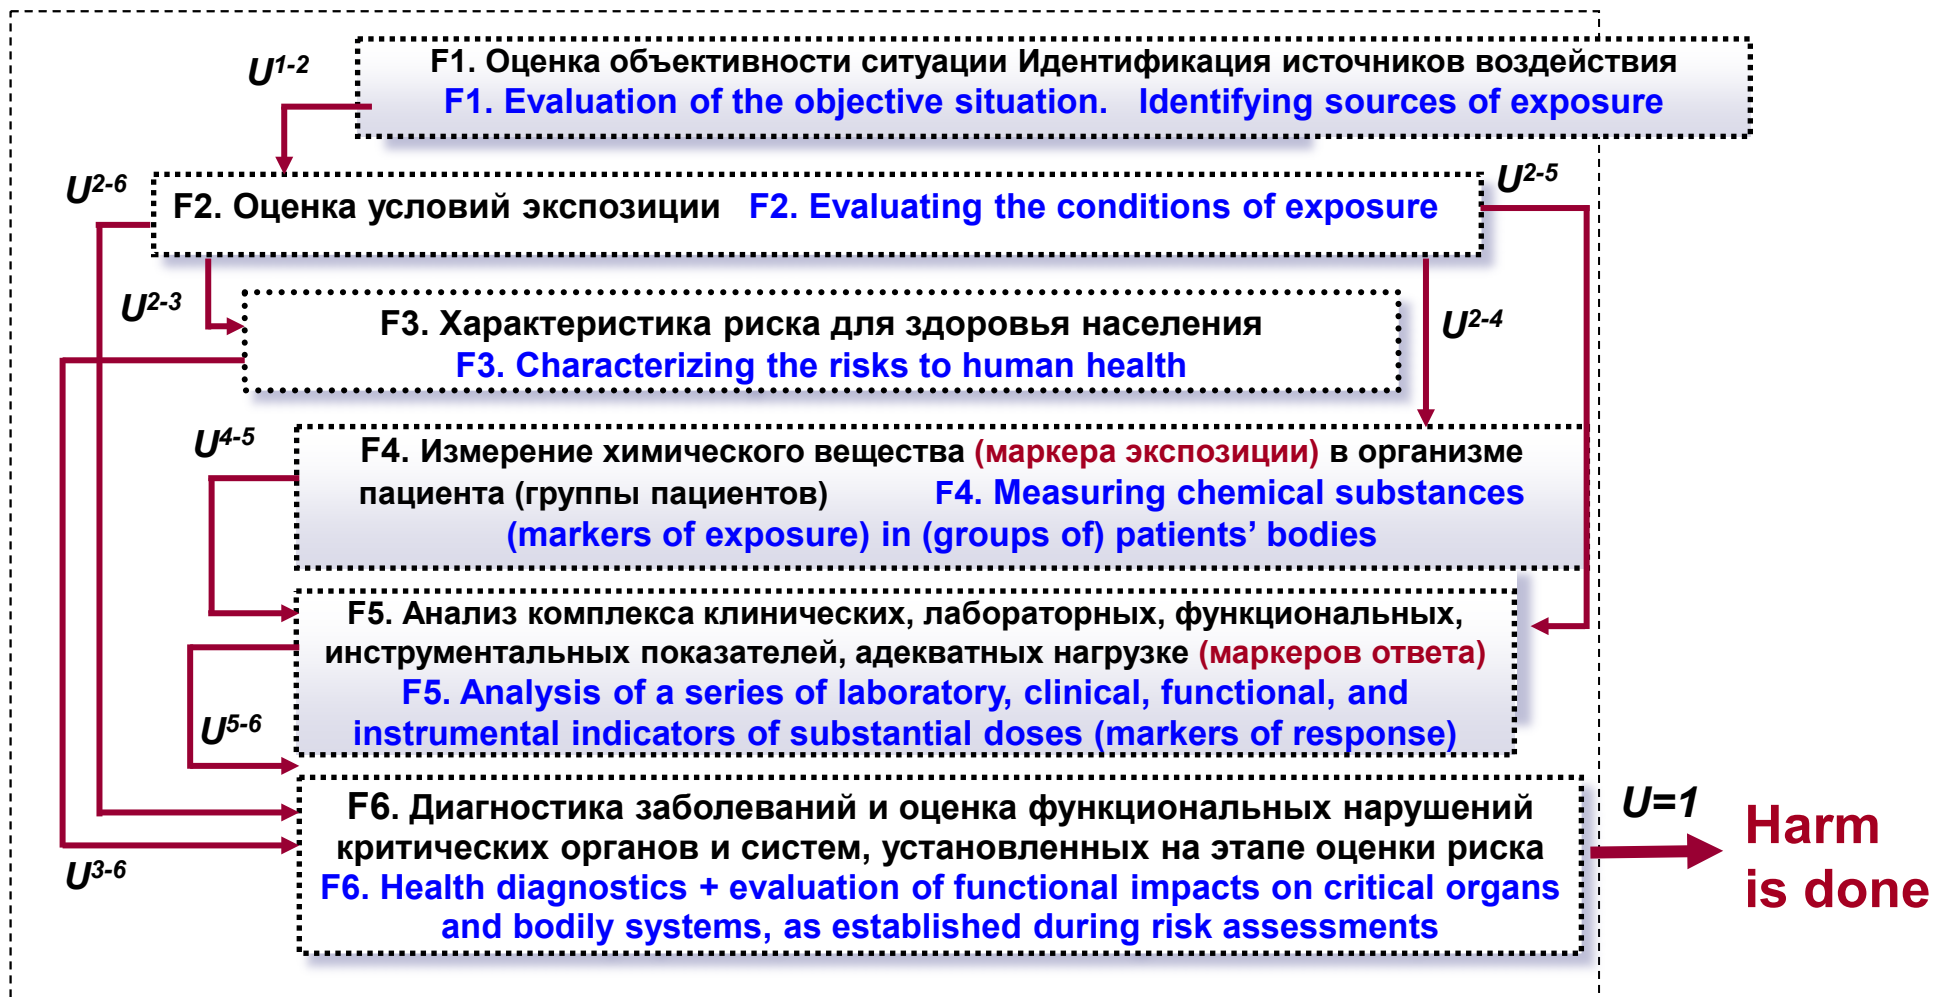 U1-2
F1. Оценка объективности ситуации Идентификация источников воздействия
F1. Evaluation of the objective situation. Identifying sources of exposure
U2-6
U2-5
F2. Оценка условий экспозиции F2. Evaluating the conditions of exposure
U2-3
F3. Характеристика риска для здоровья населения
F3. Characterizing the risks to human health
U2-4
U4-5
F4. Измерение химического вещества (маркера экспозиции) в организме
пациента (группы пациентов) F4. Measuring chemical substances
(markers of exposure) in (groups of) patients’ bodies
F5. Анализ комплекса клинических, лабораторных, функциональных,
инструментальных показателей, адекватных нагрузке (маркеров ответа)
F5. Analysis of a series of laboratory, clinical, functional, and
instrumental indicators of substantial doses (markers of response)
U5-6
F6. Диагностика заболеваний и оценка функциональных нарушений
критических органов и систем, установленных на этапе оценки риска
F6. Health diagnostics + evaluation of functional impacts on critical organs
and bodily systems, as established during risk assessments
U3-6
U=1
Harm
is done